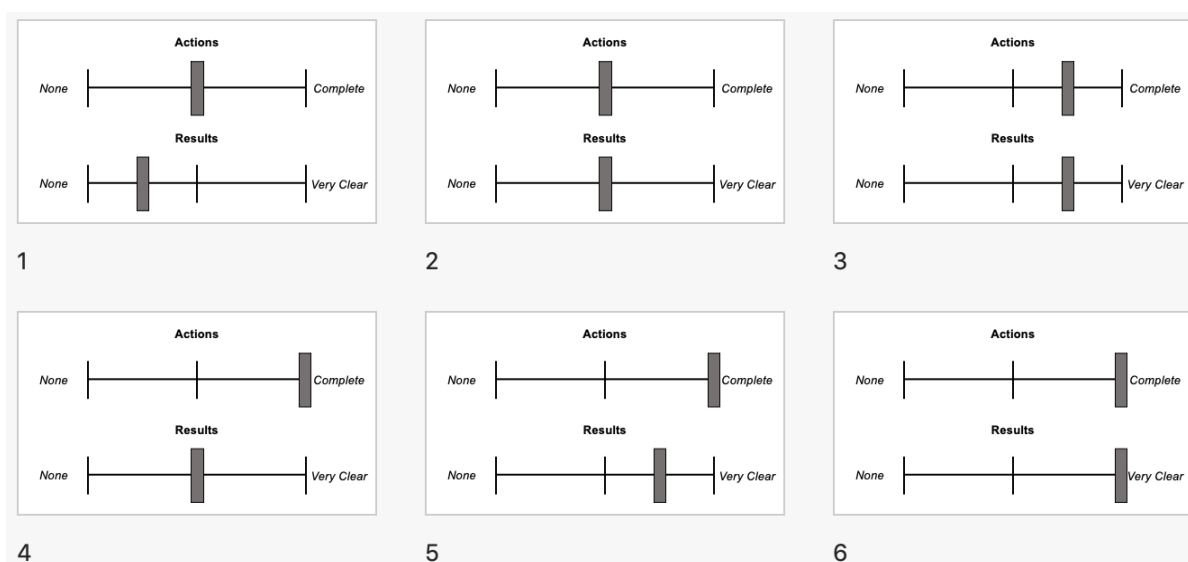 Actions
None Complete
Results
None Very Clear
1
Actions
None Complete
Results
None Very Clear
2
Actions
None Complete
Results
None Very Clear
3
Actions
None Complete
Results
None Very Clear
4
Actions
None Complete
Results
None Very Clear
5
Actions
None Complete
Results
None Very Clear
6